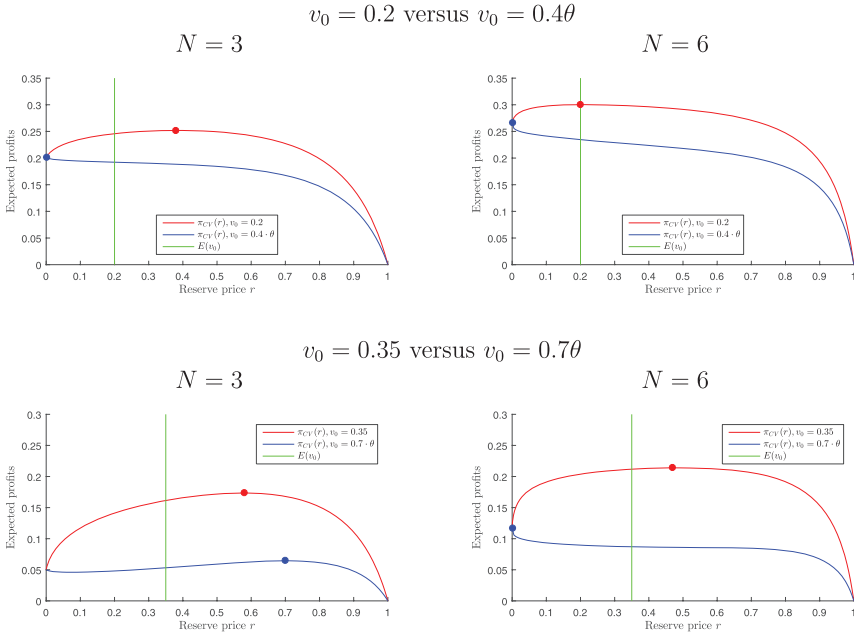 v₀ = 0.2 versus v₀ = 0.4θ
N = 3
N = 6
Expected profits
0.35
0.3
0.25
0.2
0.15
0.1
0.05
0
0 0.1 0.2 0.3 0.4 0.5 0.6 0.7 0.8 0.9 1
Reserve price r
π_CV(r), v₀ = 0.2
π_CV(r), v₀ = 0.4 · θ
E(v₀)
Expected profits
0.35
0.3
0.25
0.2
0.15
0.1
0.05
0
0 0.1 0.2 0.3 0.4 0.5 0.6 0.7 0.8 0.9 1
Reserve price r
π_CV(r), v₀ = 0.2
π_CV(r), v₀ = 0.4 · θ
E(v₀)
v₀ = 0.35 versus v₀ = 0.7θ
N = 3
N = 6
Expected profits
0.3
0.25
0.2
0.15
0.1
0.05
0
0 0.1 0.2 0.3 0.4 0.5 0.6 0.7 0.8 0.9 1
Reserve price r
π_CV(r), v₀ = 0.35
π_CV(r), v₀ = 0.7 · θ
E(v₀)
Expected profits
0.3
0.25
0.2
0.15
0.1
0.05
0
0 0.1 0.2 0.3 0.4 0.5 0.6 0.7 0.8 0.9 1
Reserve price r
π_CV(r), v₀ = 0.35
π_CV(r), v₀ = 0.7 · θ
E(v₀)